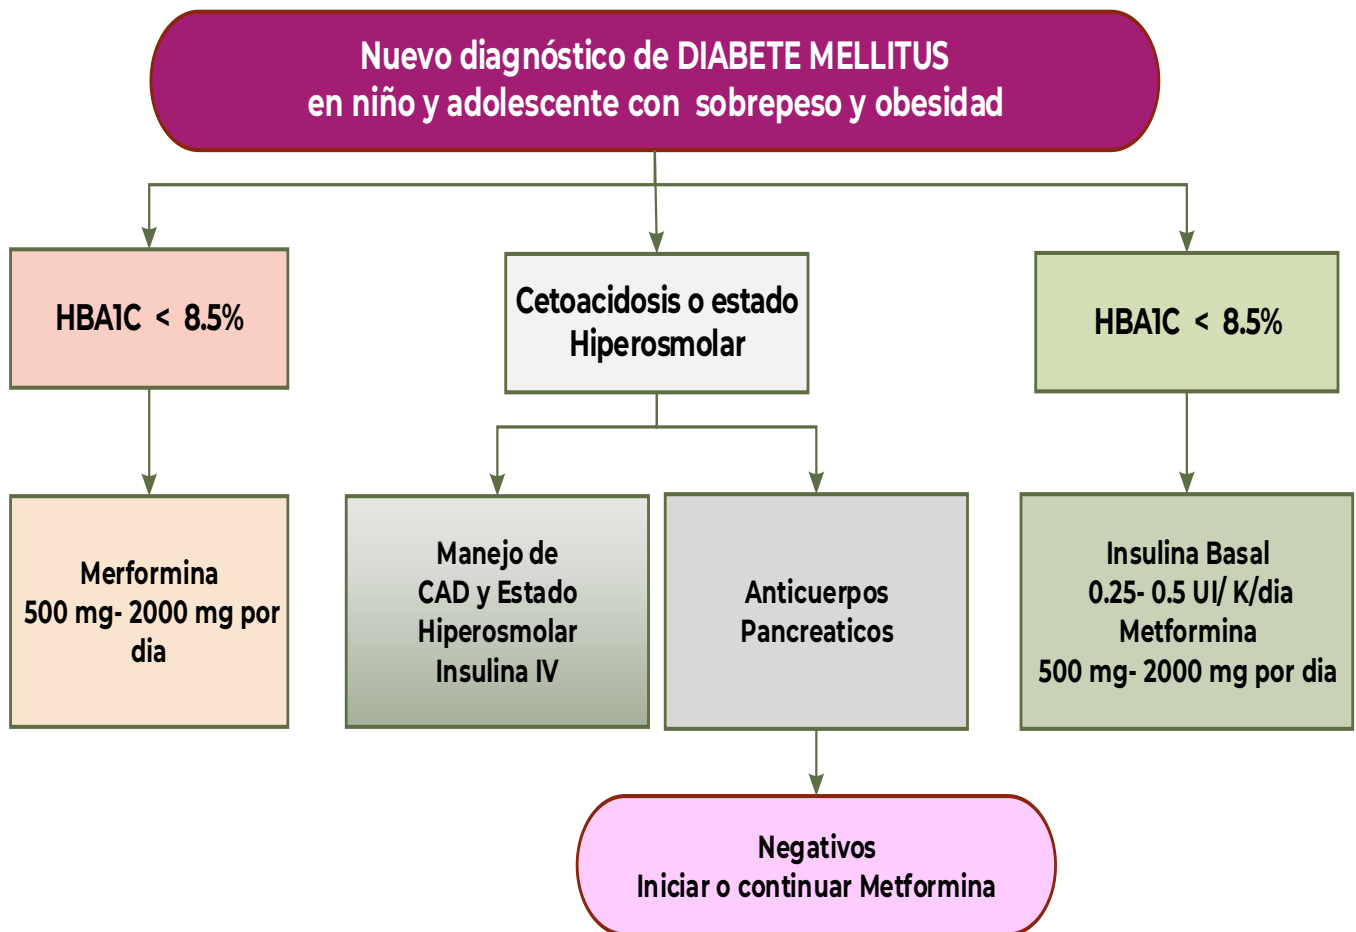 Nuevo diagnóstico de DIABETE MELLITUS
en niño y adolescente con sobrepeso y obesidad
HBA1C < 8.5%
Cetoacidosis o estado
Hiperosmolar
HBA1C < 8.5%
Merformina
500 mg- 2000 mg por
dia
Manejo de
CAD y Estado
Hiperosmolar
Insulina IV
Anticuerpos
Pancreaticos
Insulina Basal
0.25- 0.5 UI/ K/dia
Metformina
500 mg- 2000 mg por dia
Negativos
Iniciar o continuar Metformina